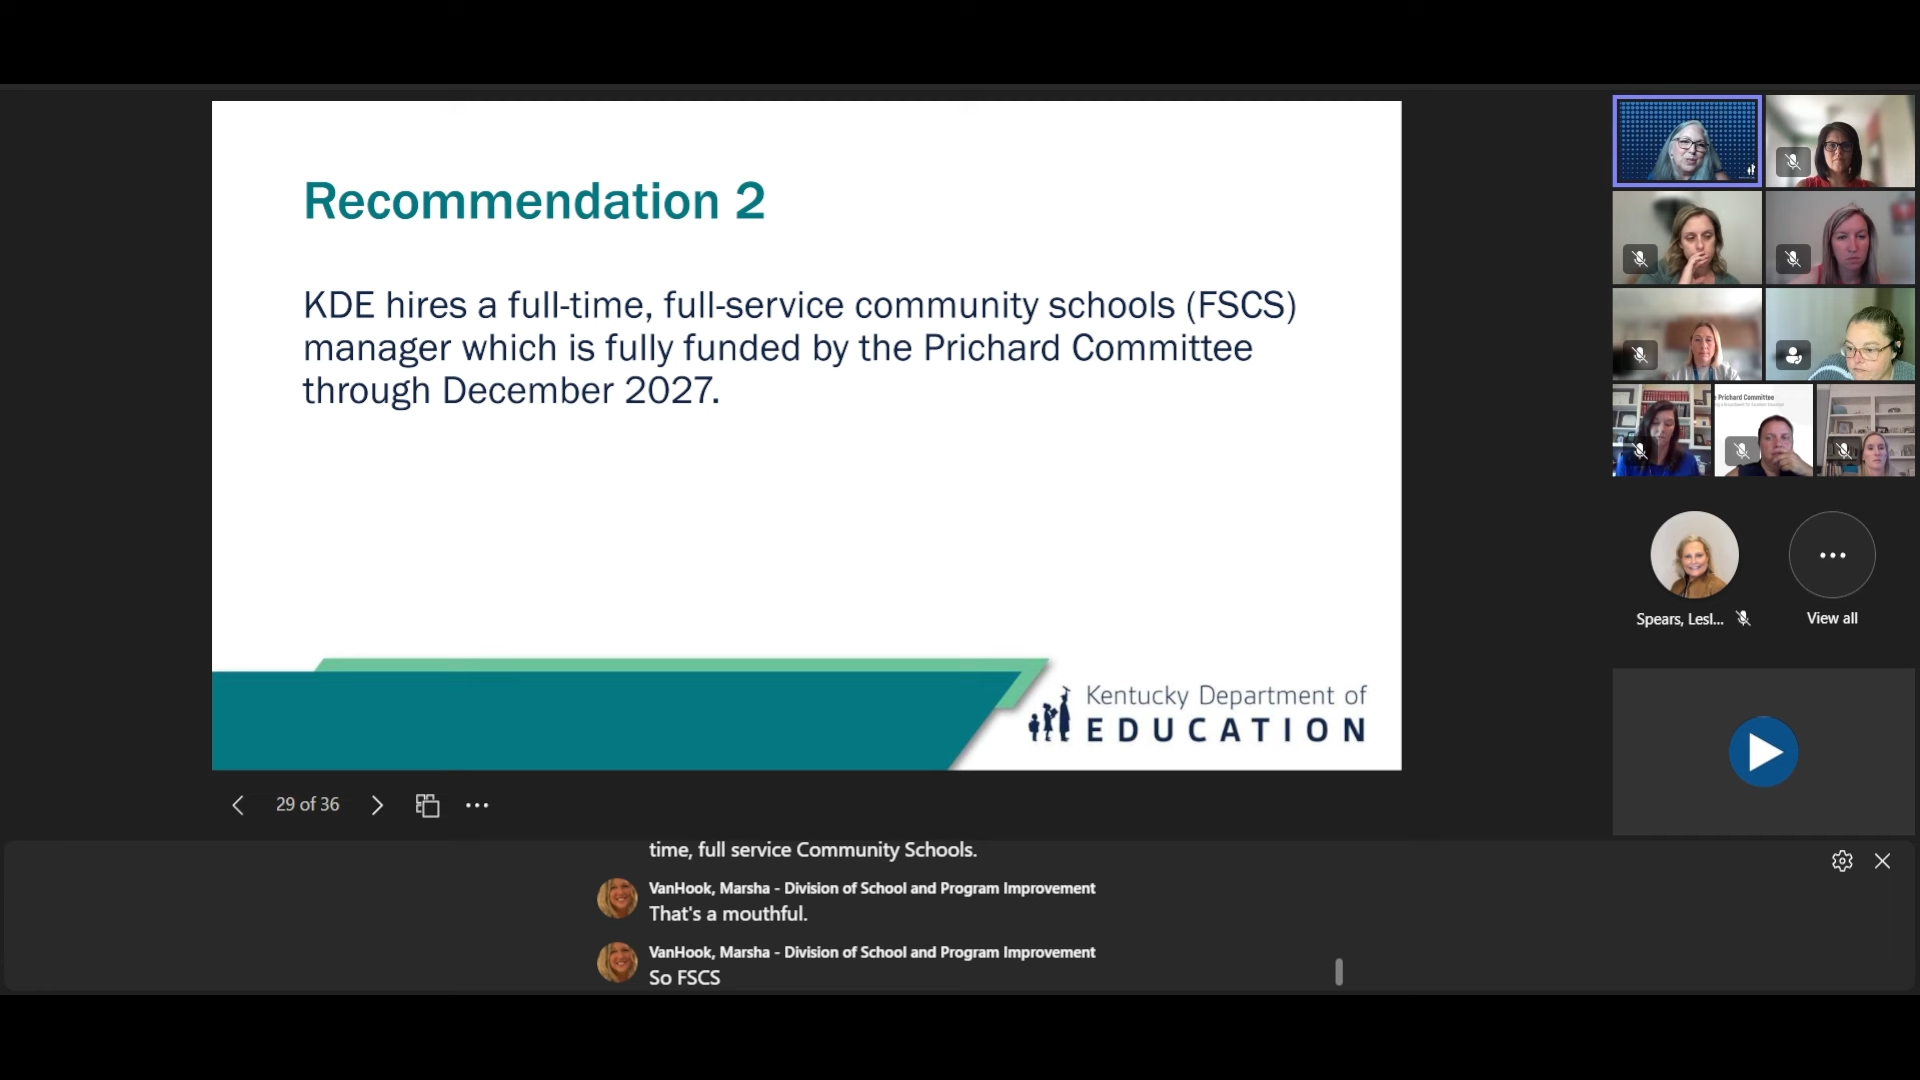 Recommendation 2
KDE hires a full-time, full-service community schools (FSCS)
manager which is fully funded by the Prichard Committee
through December 2027.
Kentucky Department of
EDUCATION
29 of 36
Prichard Committee
Spears, Lesl...
View all
time, full service Community Schools.
VanHook, Marsha - Division of School and Program Improvement
That's a mouthful.
VanHook, Marsha - Division of School and Program Improvement
So FSCS